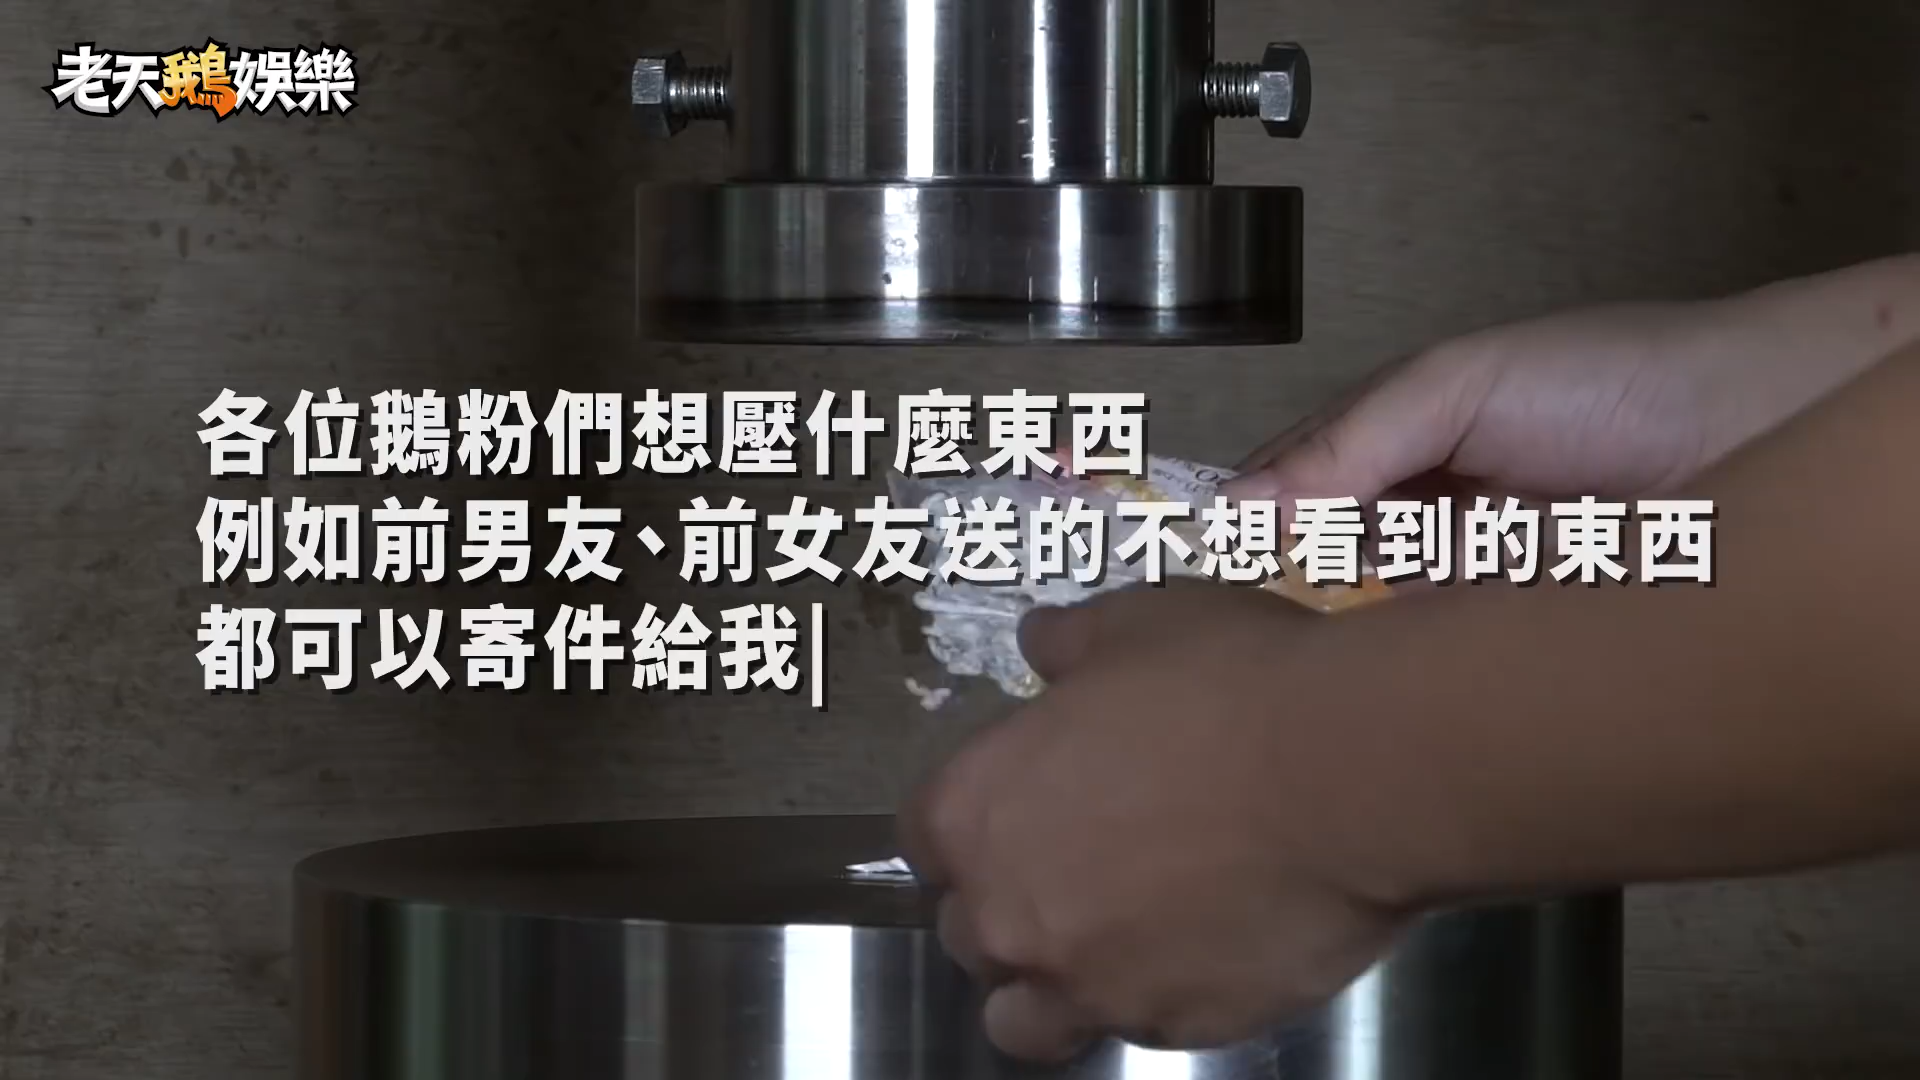 老天鵝娛樂
各位鵝粉們想壓什麼東西
例如前男友、前女友送的不想看到的東西
都可以寄件給我